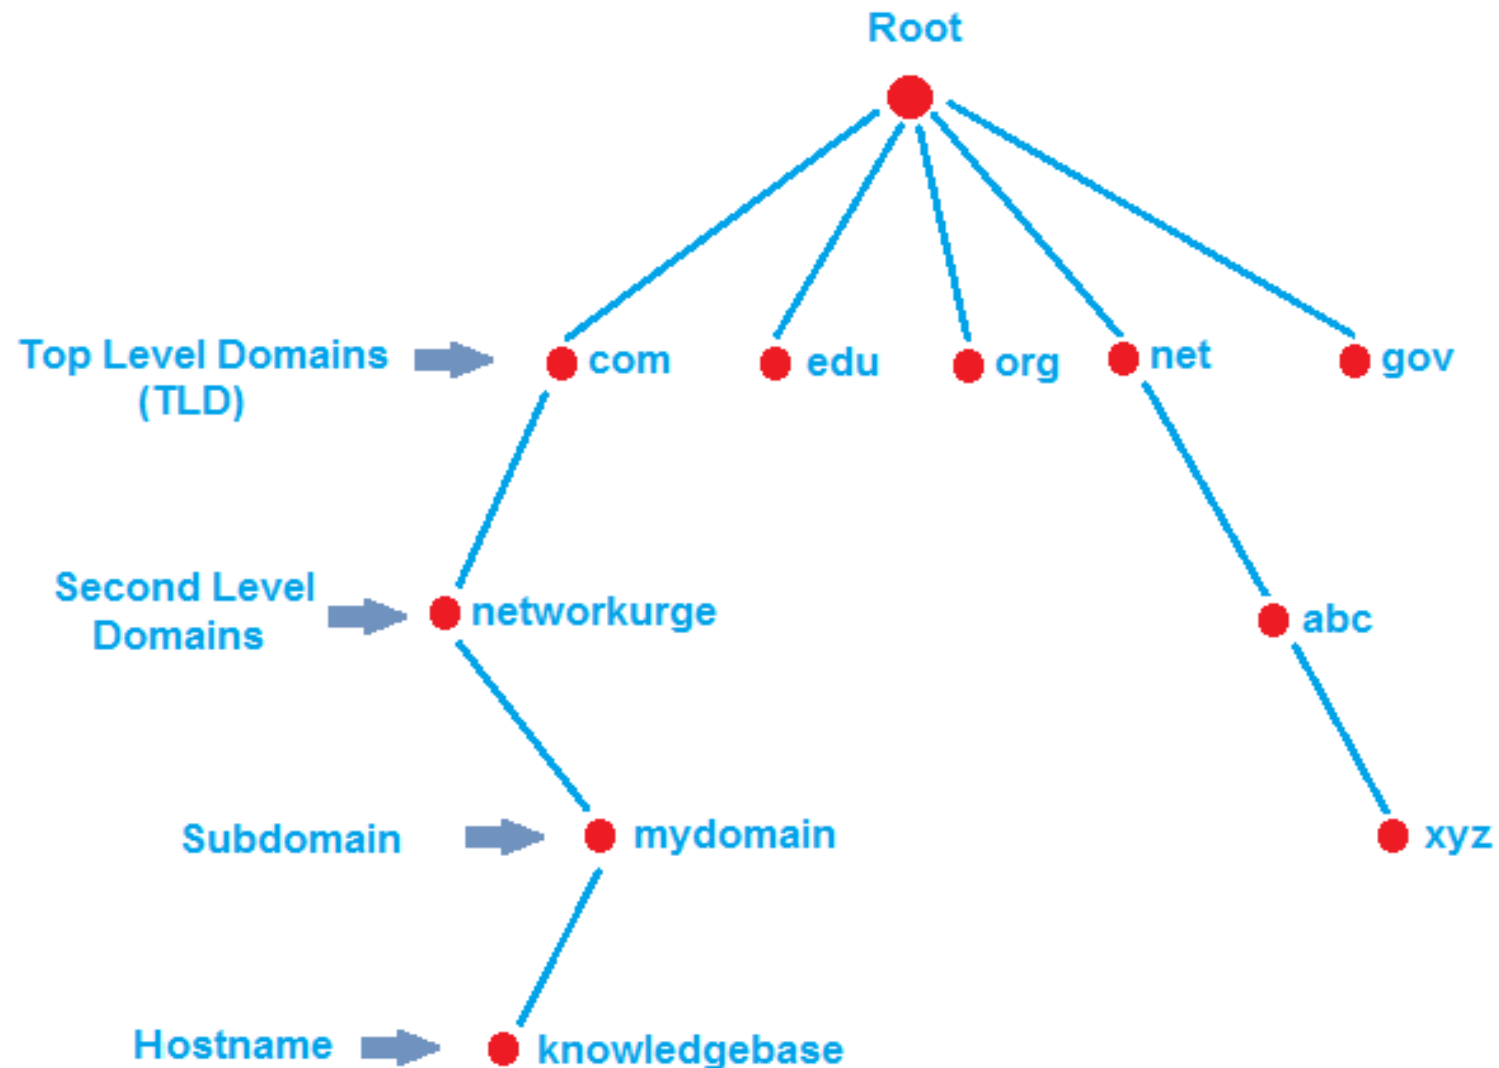 Root
Top Level Domains
(TLD)
com
edu
org
net
gov
Second Level
Domains
networkurge
abc
Subdomain
mydomain
xyz
Hostname
knowledgebase